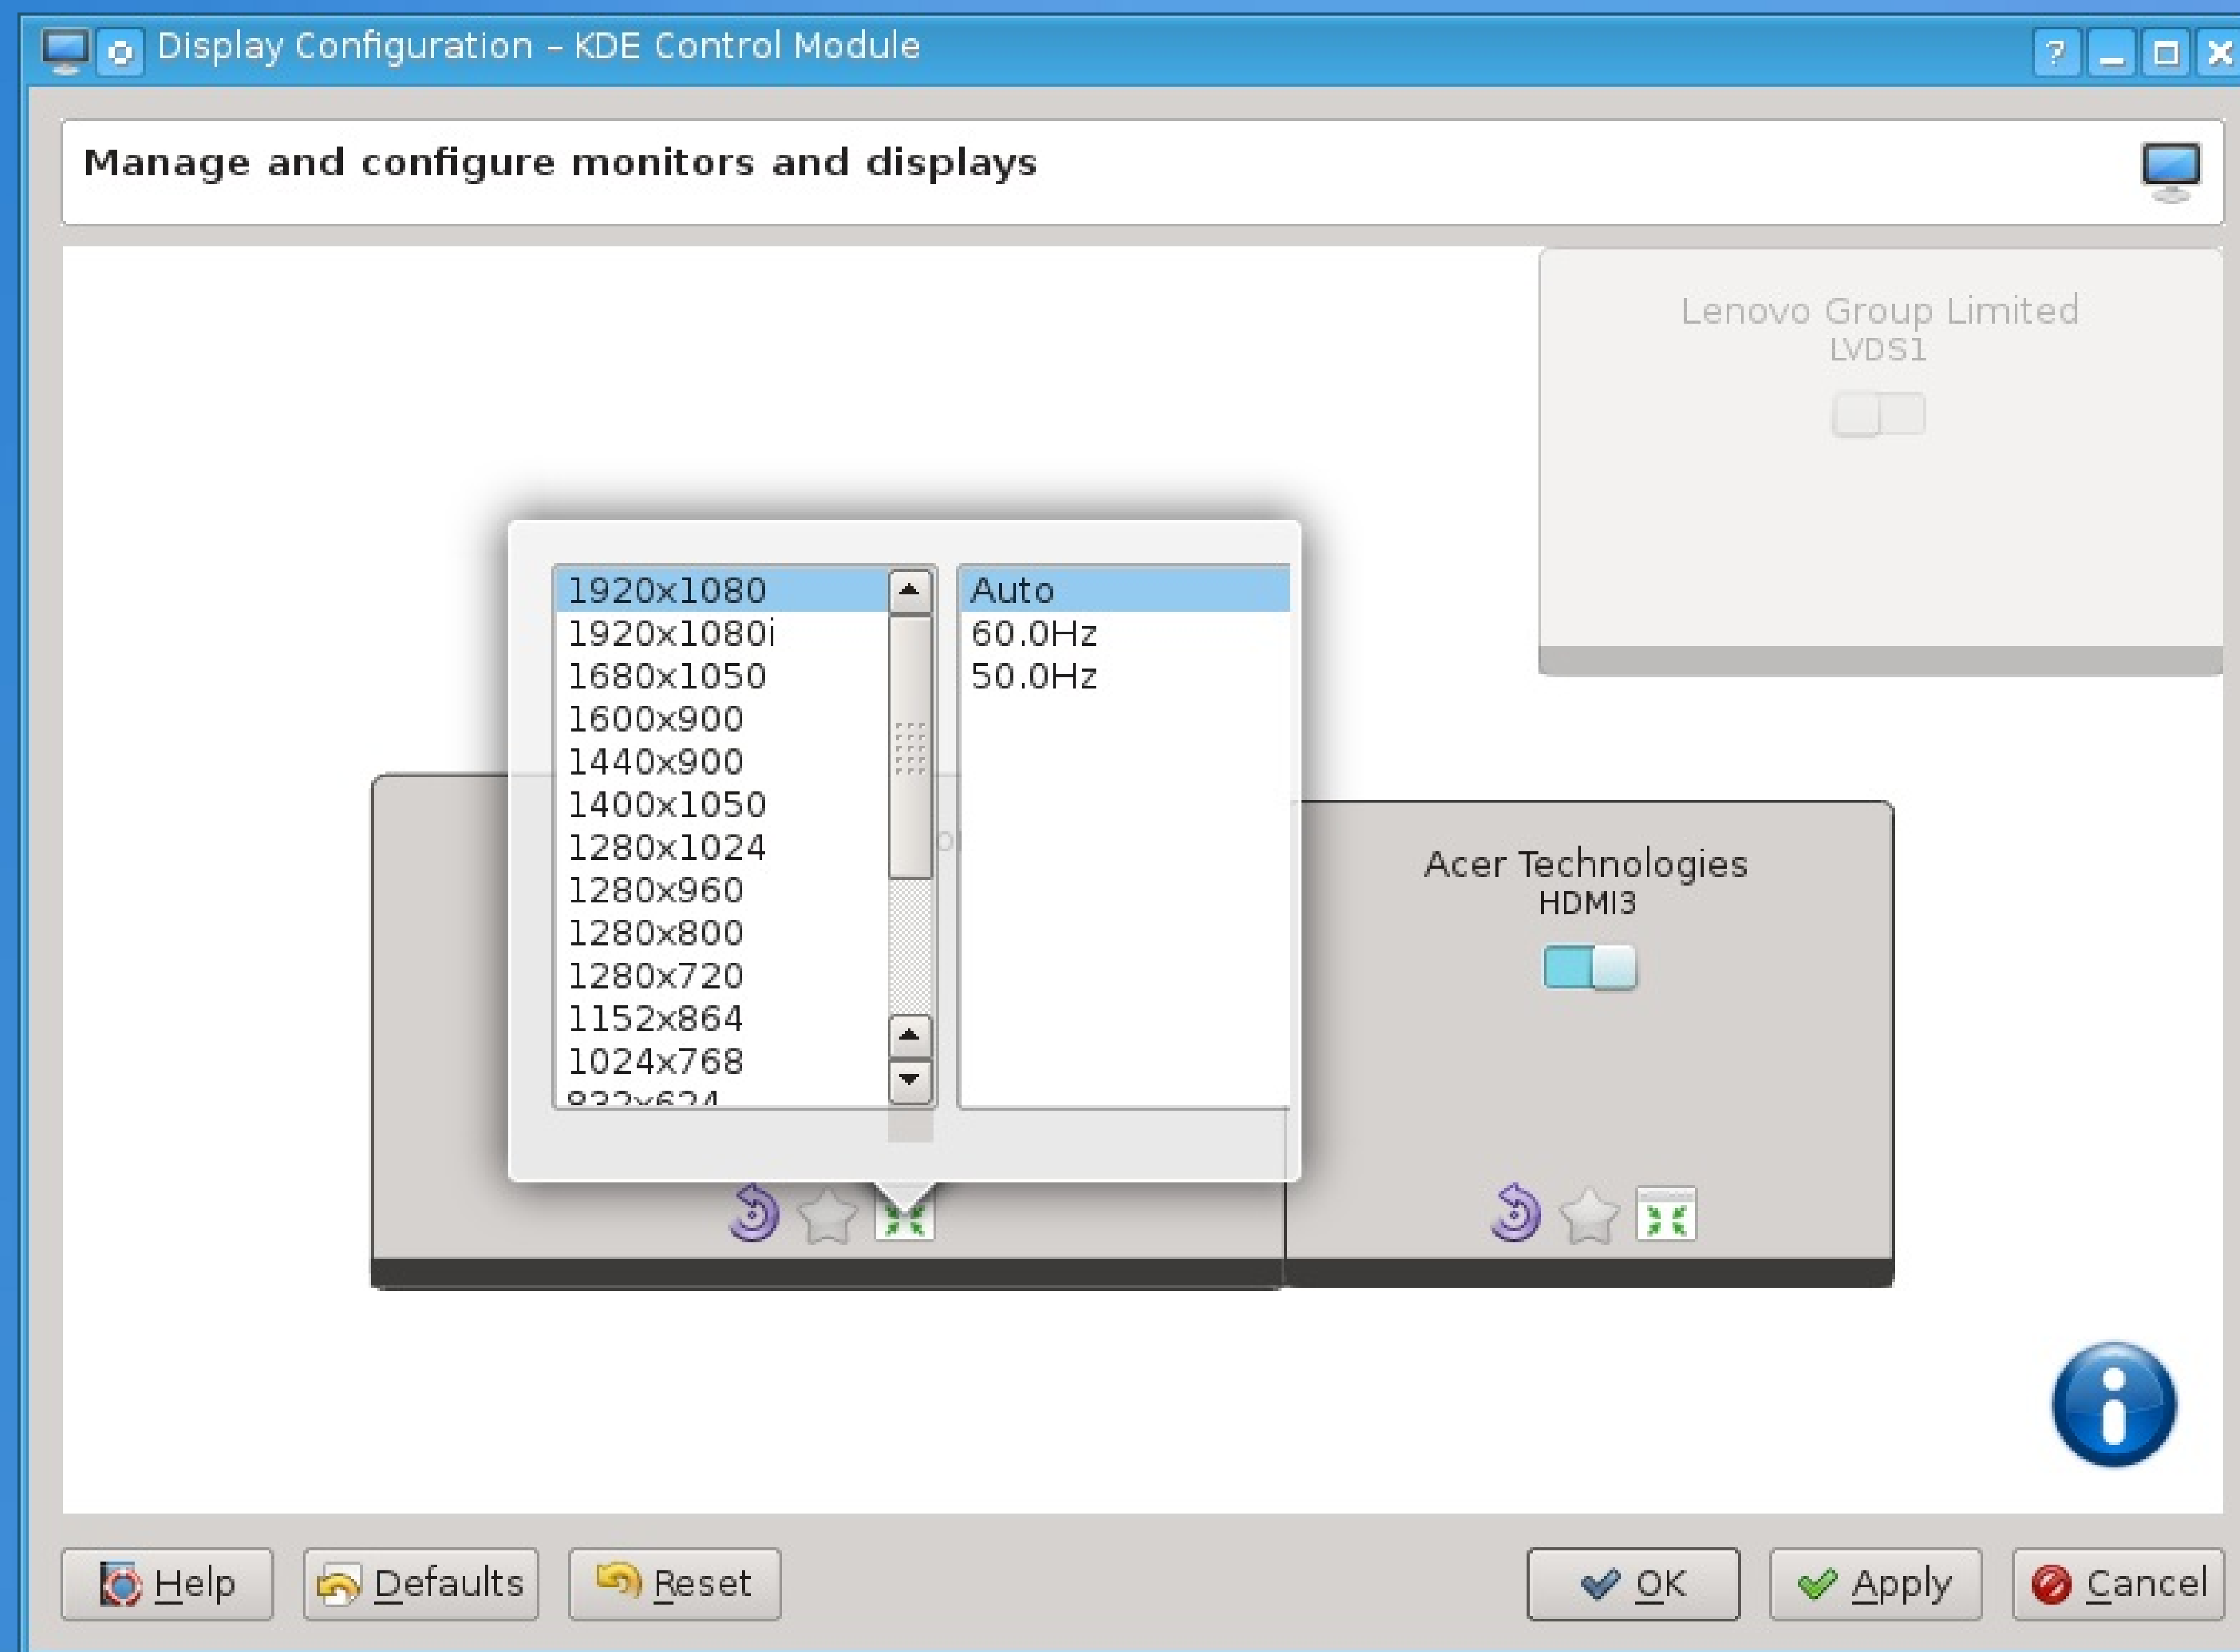 Display Configuration – KDE Control Module
Manage and configure monitors and displays
Lenovo Group Limited
LVDS1
1920x1080
1920x1080i
1680x1050
1600x900
1440x900
1400x1050
1280x1024
1280x960
1280x800
1280x720
1152x864
1024x768
832x624
Auto
60.0Hz
50.0Hz
Acer Technologies
HDMI3
Help
Defaults
Reset
OK
Apply
Cancel